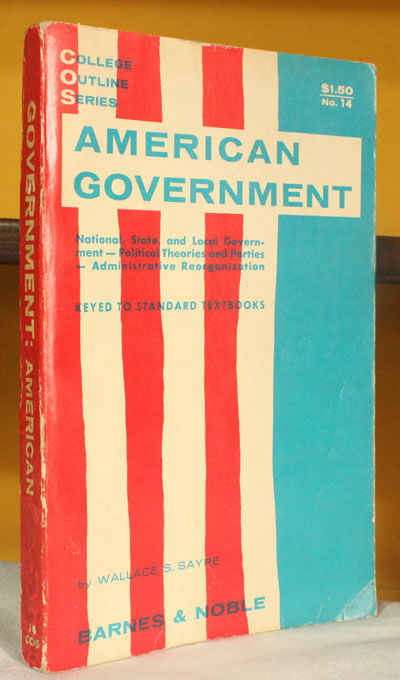 COLLEGE
OUTLINE
SERIES
$1.50
No. 14
AMERICAN
GOVERNMENT
National, State, and Local Govern-
ment — Political Theories and Parties
— Administrative Reorganization
KEYED TO STANDARD TEXTBOOKS
by WALLACE S. SAYRE
BARNES & NOBLE
GOVERNMENT: AMERICAN
14
COS